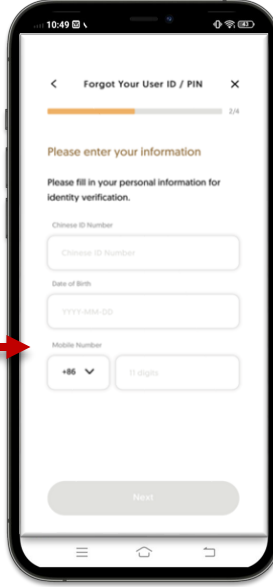 10:49
Forgot Your User ID / PIN
2/4
Please enter your information
Please fill in your personal information for
identity verification.
Chinese ID Number
Chinese ID Number
Date of Birth
YYYY-MM-DD
Mobile Number
+86
11 digits
Next